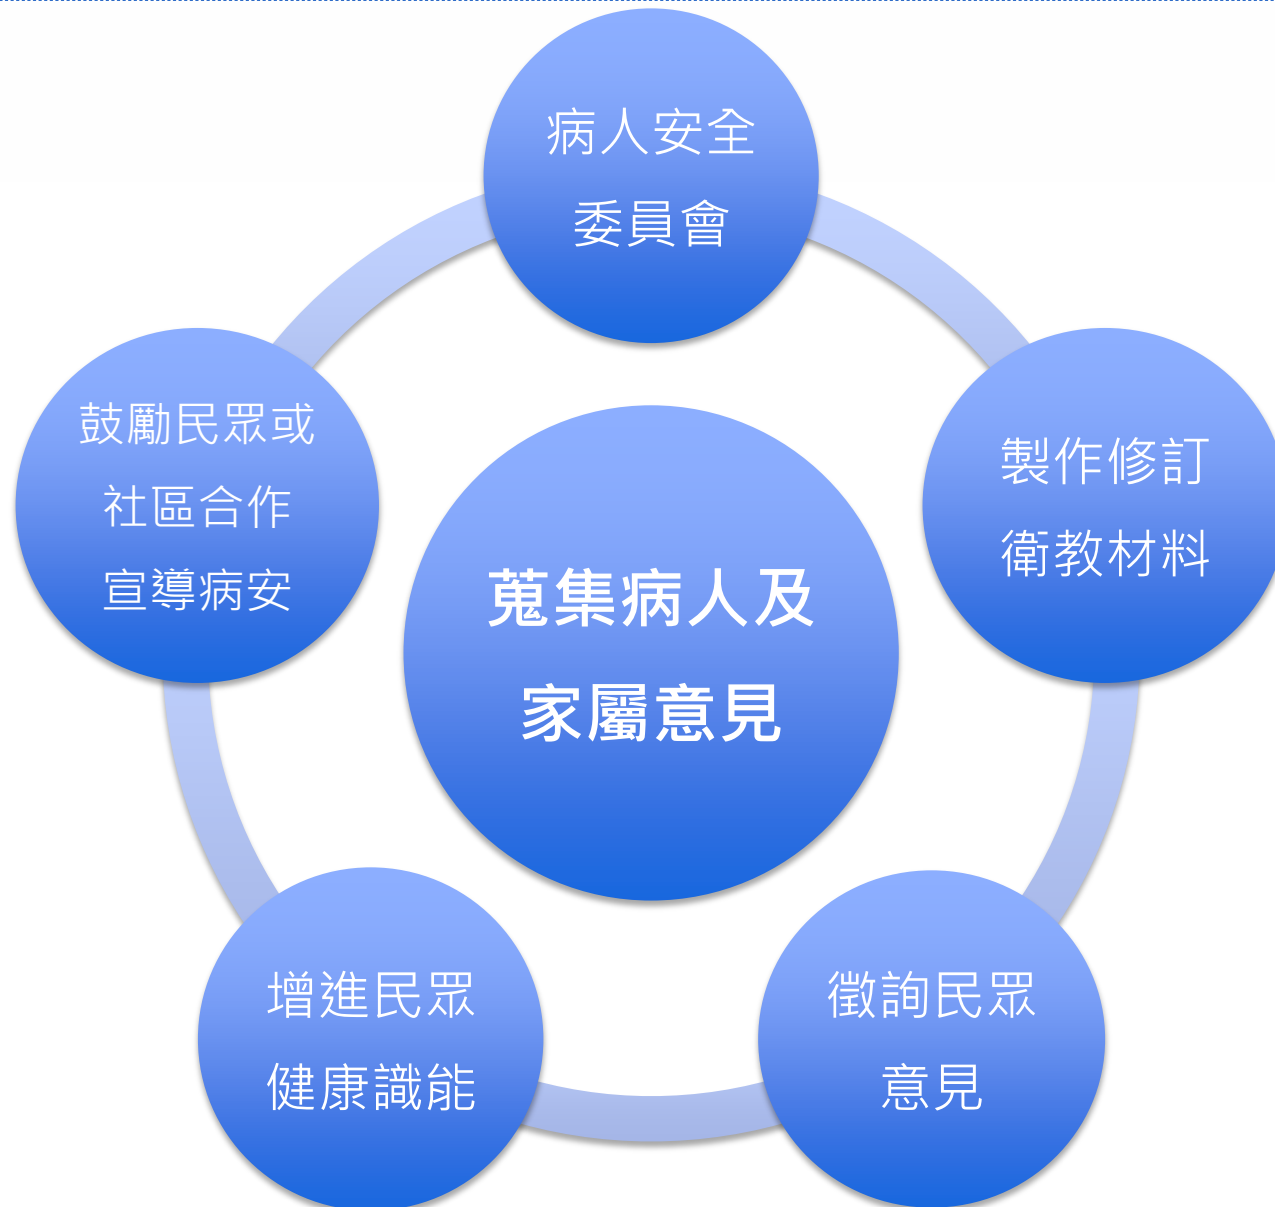 病人安全
委員會
鼓勵民眾或
社區合作
宣導病安
製作修訂
衛教材料
蒐集病人及
家屬意見
增進民眾
健康識能
徵詢民眾
意見